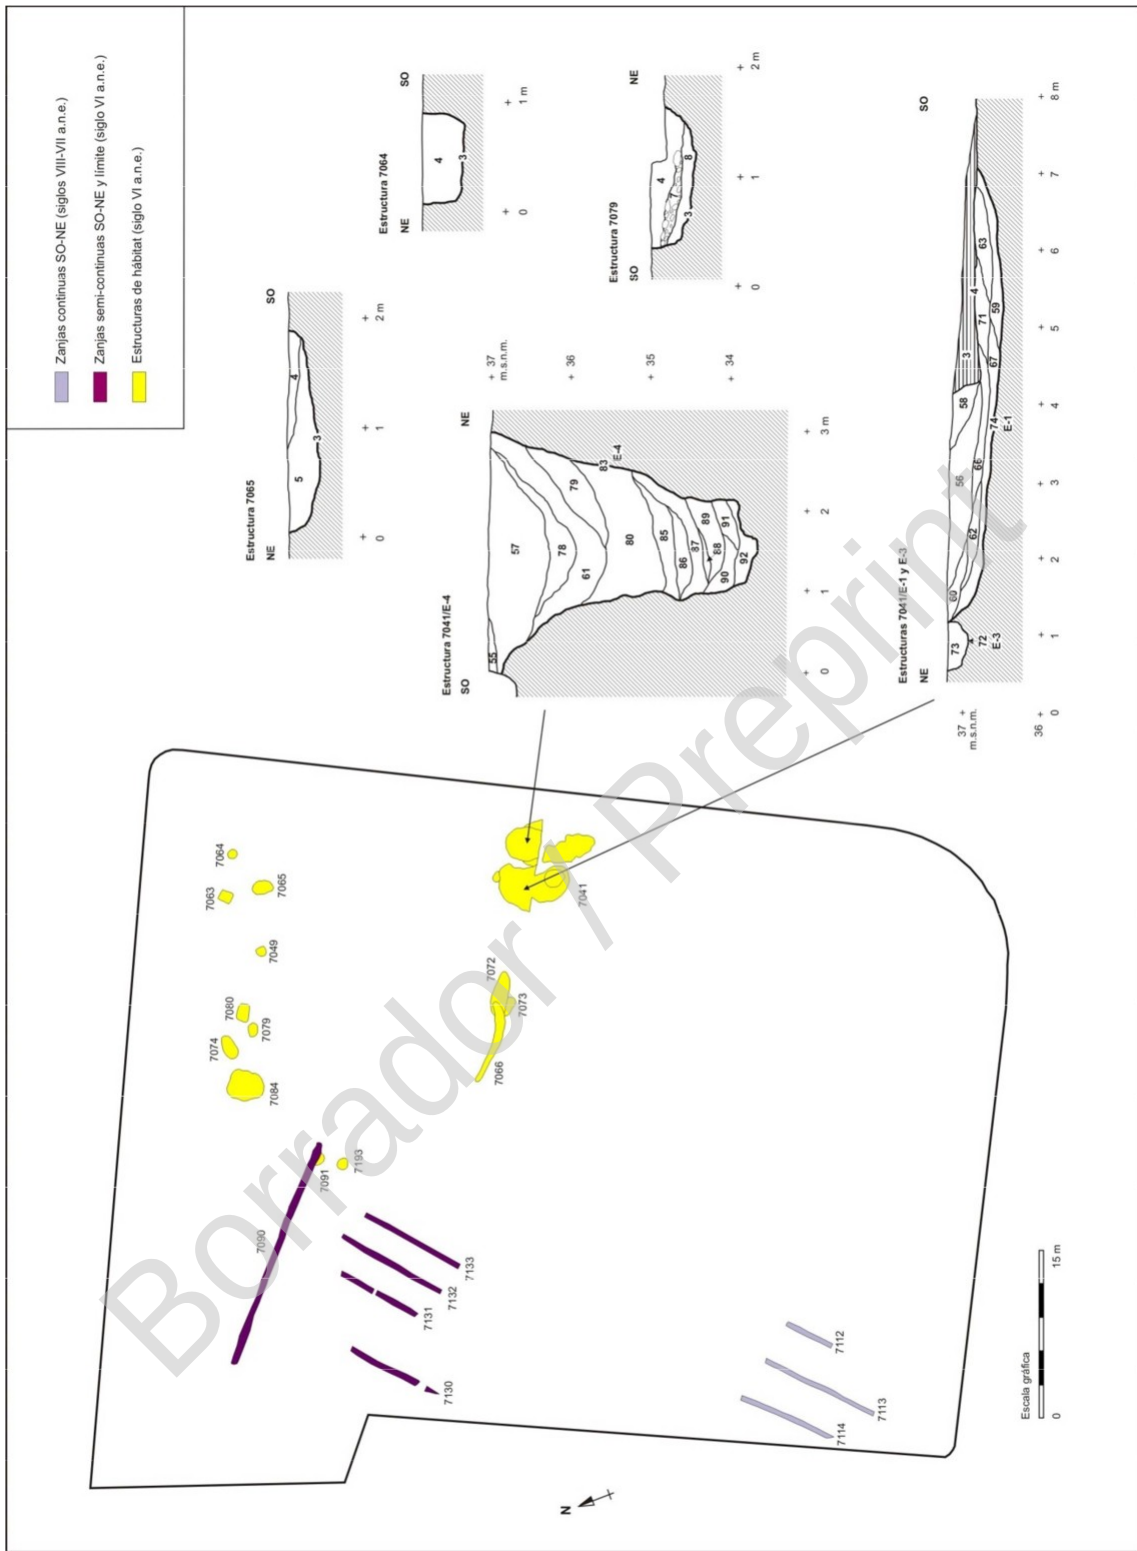 Zanjas continuas SO-NE (siglos VIII-VII a.n.e.)
Zanjas semi-continuas SO-NE y límite (siglo VI a.n.e.)
Estructuras de hábitat (siglo VI a.n.e.)
Estructura 7065
NE
SO
5
4
3
0
1
2 m
Estructura 7064
NE
SO
4
3
0
1 m
Estructura 7079
SO
NE
4
3
8
0
1
2 m
Estructura 7041/E-4
SO
NE
55
57
78
61
79
80
83
E-4
85
86
87
89
88
90
91
92
37
m.s.n.m.
36
35
34
0
1
2
3 m
Estructuras 7041/E-1 y E-3
NE
SO
73
72
E-3
60
62
56
66
58
74
E-1
3
4
67
71
59
63
37
m.s.n.m.
36
0
1
2
3
4
5
6
7
8 m
7064
7063
7065
7049
7080
7079
7074
7084
7041
7072
7073
7066
7091
7193
7090
7133
7132
7131
7130
7112
7113
7114
N
Escala gráfica
0
15 m
Borrador / Preprint